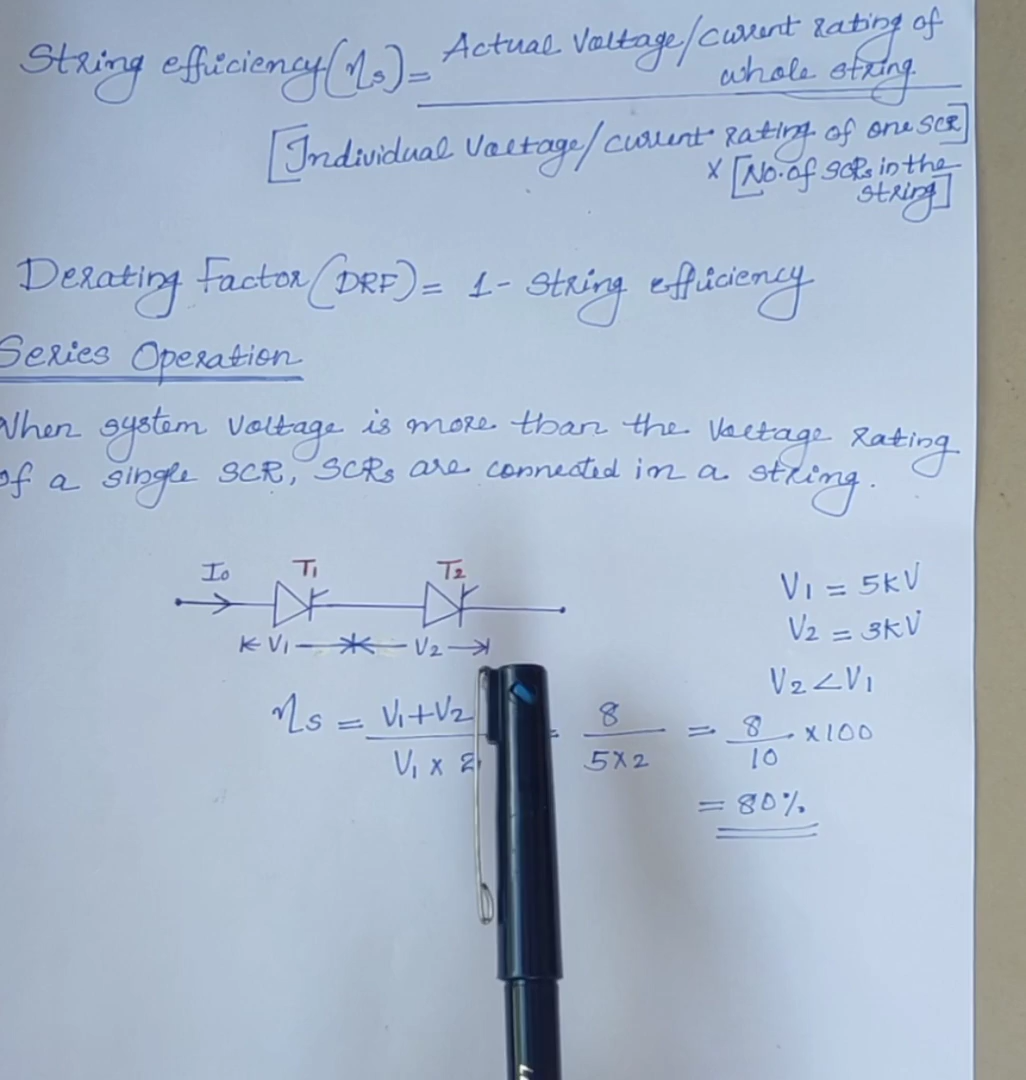 String efficiency(ηs)= Actual Voltage/current rating of
whole string
[Individual Voltage/current rating of one SCR]
x [No. of SCRs in the
string]
Derating Factor (DRF) = 1 - String efficiency
Series Operation
When system Voltage is more than the Voltage Rating
of a single SCR, SCRs are connected in a string.
Io T1 T2
V1 V2
V1 = 5kV
V2 = 3kV
V2 < V1
ηs = V1+V2 / V1 x 2 = 8 / 5x2 = 8 / 10 x 100
= 80%